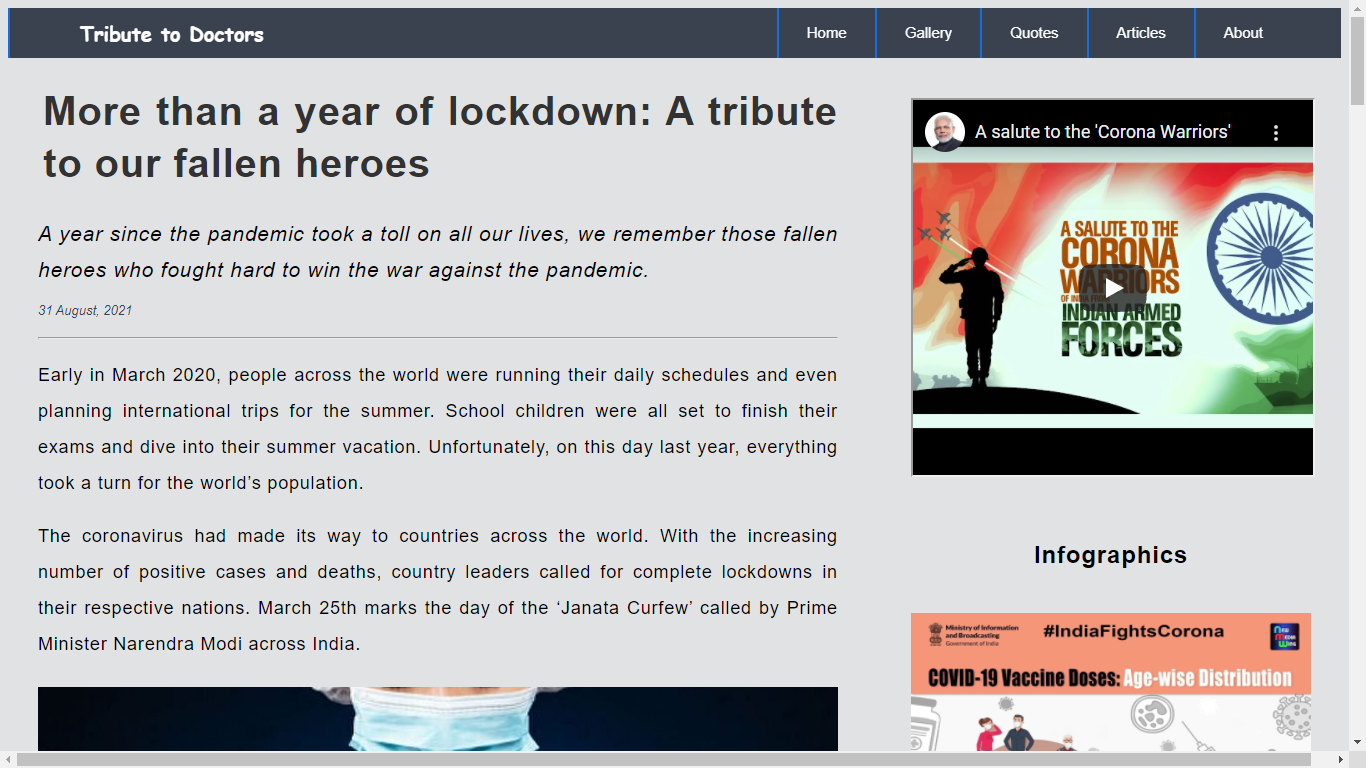 Tribute to Doctors
Home
Gallery
Quotes
Articles
About
More than a year of lockdown: A tribute
to our fallen heroes
A year since the pandemic took a toll on all our lives, we remember those fallen
heroes who fought hard to win the war against the pandemic.
31 August, 2021
Early in March 2020, people across the world were running their daily schedules and even
planning international trips for the summer. School children were all set to finish their
exams and dive into their summer vacation. Unfortunately, on this day last year, everything
took a turn for the world’s population.
The coronavirus had made its way to countries across the world. With the increasing
number of positive cases and deaths, country leaders called for complete lockdowns in
their respective nations. March 25th marks the day of the ‘Janata Curfew’ called by Prime
Minister Narendra Modi across India.
A salute to the 'Corona Warriors'
A SALUTE TO THE
CORONA
WARRIORS
OF INDIA FROM
INDIAN ARMED
FORCES
Infographics
Ministry of Information
and Broadcasting
Government of India
#IndiaFightsCorona
New
Media
Wing
COVID-19 Vaccine Doses: Age-wise Distribution